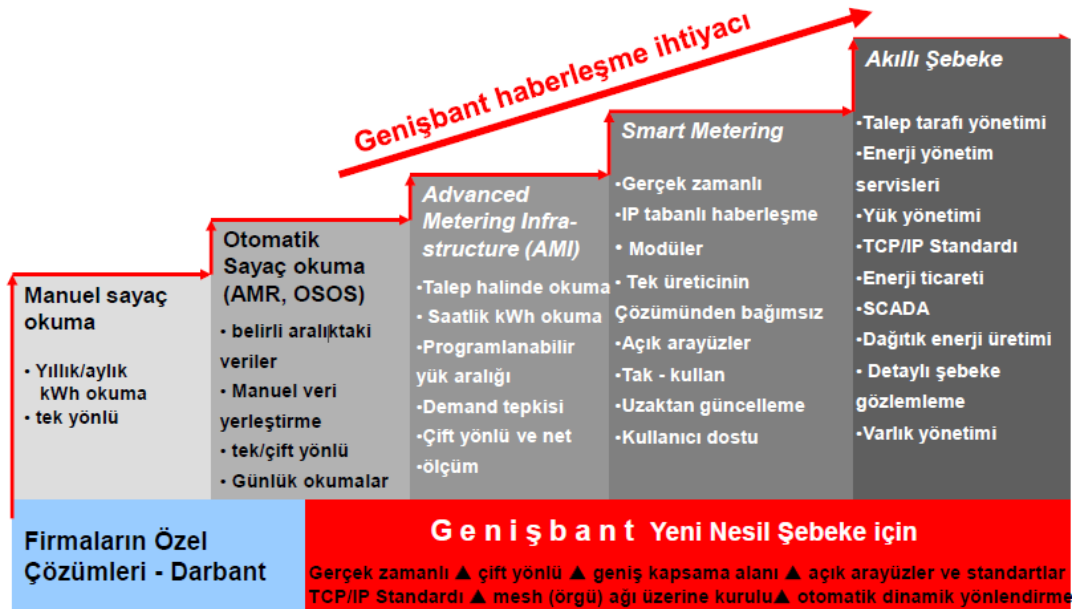 Genişbant haberleşme ihtiyacı
Manuel sayaç
okuma
• Yıllık/aylık
kWh okuma
• tek yönlü
Otomatik
Sayaç okuma
(AMR, OSOS)
• belirli aralıktaki
veriler
• Manuel veri
yerleştirme
• tek/çift yönlü
• Günlük okumalar
Advanced
Metering Infra-
structure (AMI)
•Talep halinde okuma
• Saatlik kWh okuma
•Programlanabilir
yük aralığı
•Demand tepkisi
•Çift yönlü ve net
•ölçüm
Smart Metering
•Gerçek zamanlı
•IP tabanlı haberleşme
• Modüler
• Tek üreticinin
Çözümünden bağımsız
•Açık arayüzler
•Tak - kullan
•Uzaktan güncelleme
•Kullanıcı dostu
Akıllı Şebeke
•Talep tarafı yönetimi
•Enerji yönetim
servisleri
•Yük yönetimi
•TCP/IP Standardı
•Enerji ticareti
•SCADA
•Dağıtık enerji üretimi
• Detaylı şebeke
gözlemleme
•Varlık yönetimi
Firmaların Özel
Çözümleri - Darbant
Genişbant Yeni Nesil Şebeke için
Gerçek zamanlı ▲ çift yönlü ▲ geniş kapsama alanı ▲ açık arayüzler ve standartlar
TCP/IP Standardı ▲ mesh (örgü) ağı üzerine kurulu▲ otomatik dinamik yönlendirme